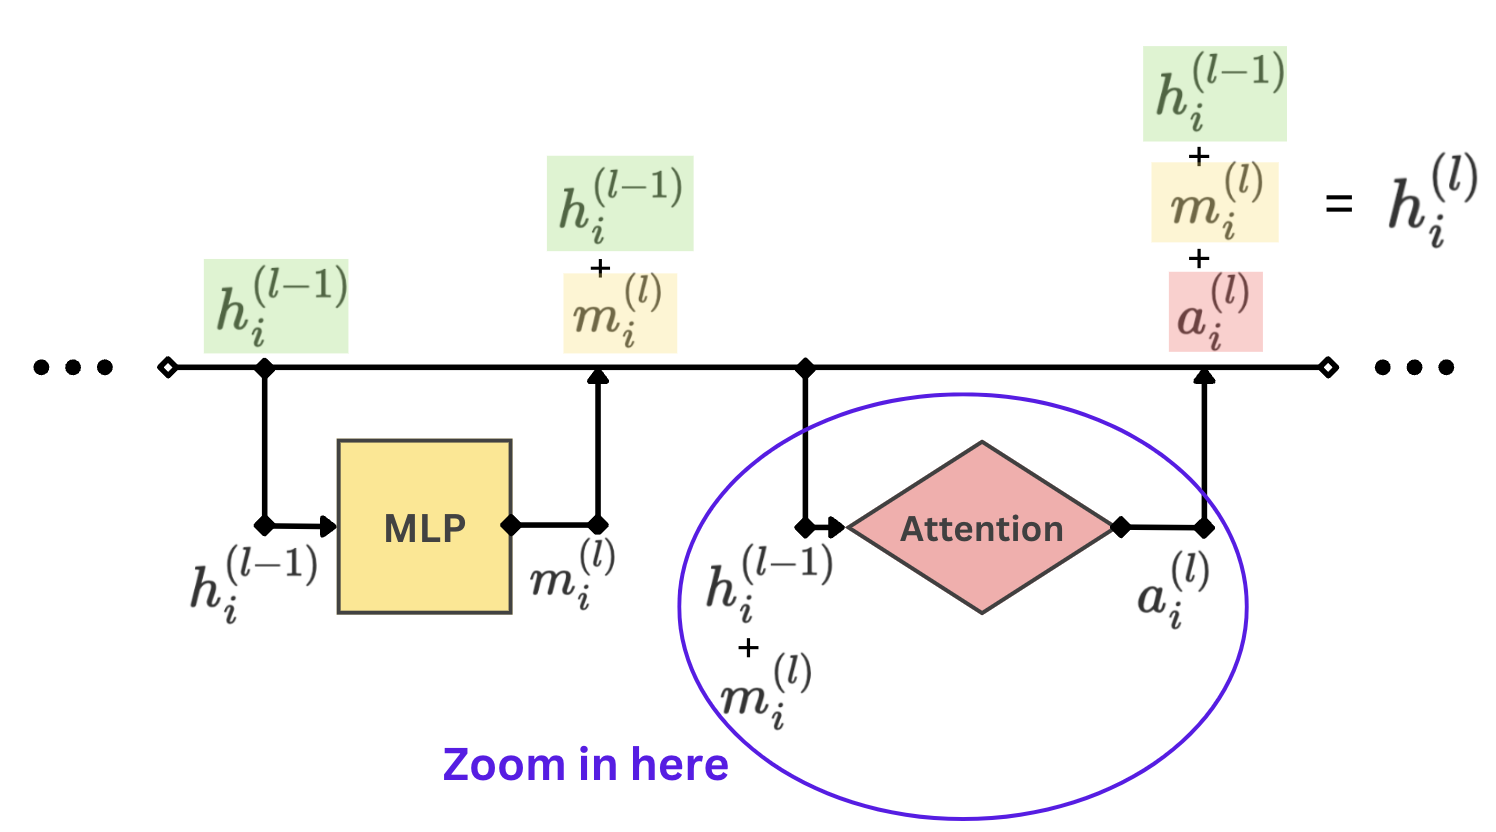 h_i^{(l-1)}
+
m_i^{(l)}
+
a_i^{(l)}
= h_i^{(l)}
h_i^{(l-1)}
+
m_i^{(l)}
h_i^{(l-1)}
MLP
h_i^{(l-1)}
m_i^{(l)}
Attention
h_i^{(l-1)}
+
m_i^{(l)}
a_i^{(l)}
Zoom in here